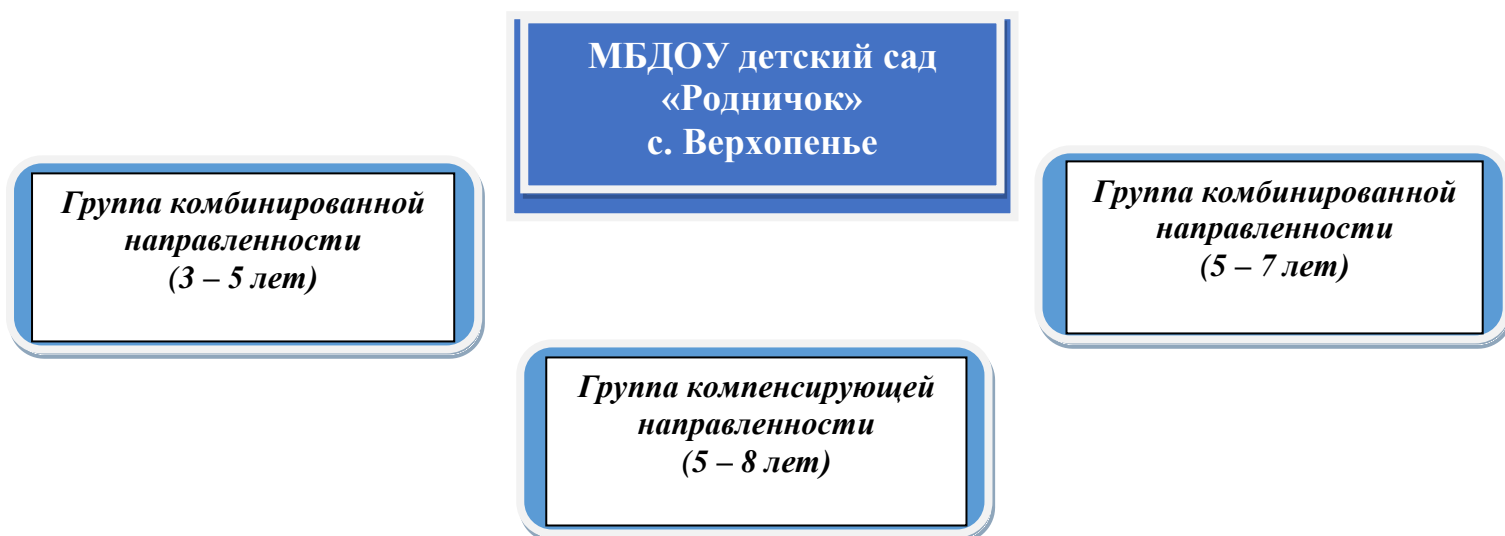 МБДОУ детский сад
«Родничок»
с. Верхопенье
Группа комбинированной
направленности
(3 – 5 лет)
Группа комбинированной
направленности
(5 – 7 лет)
Группа компенсирующей
направленности
(5 – 8 лет)